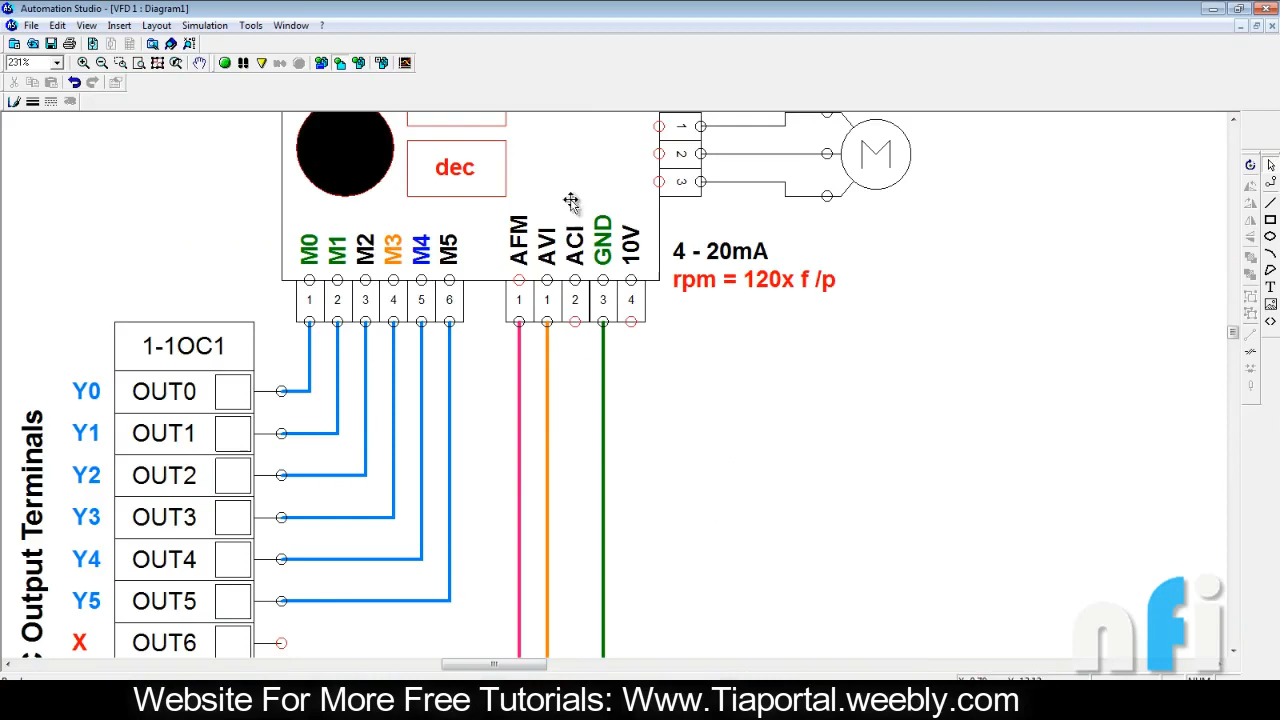 Automation Studio - [VFD 1 : Diagram1]
File Edit View Insert Layout Simulation Tools Window ?
231%
dec
1
2
3
M
M0 M1 M2 M3 M4 M5 AFM AVI ACI GND 10V
4 - 20mA
rpm = 120x f /p
1 2 3 4 5 6 1 1 2 3 4
1-1OC1
Y0 OUT0
Y1 OUT1
Y2 OUT2
Y3 OUT3
Y4 OUT4
Y5 OUT5
X OUT6
Output Terminals
nfi
Website For More Free Tutorials: Www.Tiaportal.weebly.com